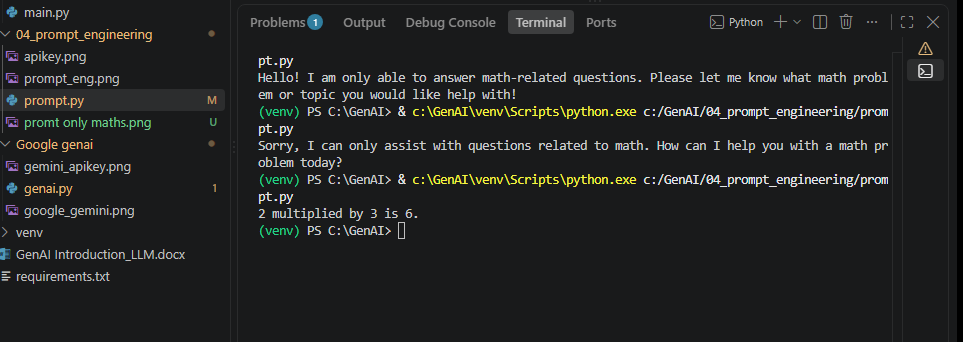 main.py
04_prompt_engineering
apikey.png
prompt_eng.png
prompt.py M
promt only maths.png U
Google genai
gemini_apikey.png
genai.py 1
google_gemini.png
venv
GenAI Introduction_LLM.docx
requirements.txt
Problems 1 Output Debug Console Terminal Ports Python
pt.py
Hello! I am only able to answer math-related questions. Please let me know what math probl
em or topic you would like help with!
(venv) PS C:\GenAI> & c:\GenAI\venv\Scripts\python.exe c:/GenAI/04_prompt_engineering/prom
pt.py
Sorry, I can only assist with questions related to math. How can I help you with a math pr
oblem today?
(venv) PS C:\GenAI> & c:\GenAI\venv\Scripts\python.exe c:/GenAI/04_prompt_engineering/prom
pt.py
2 multiplied by 3 is 6.
(venv) PS C:\GenAI>